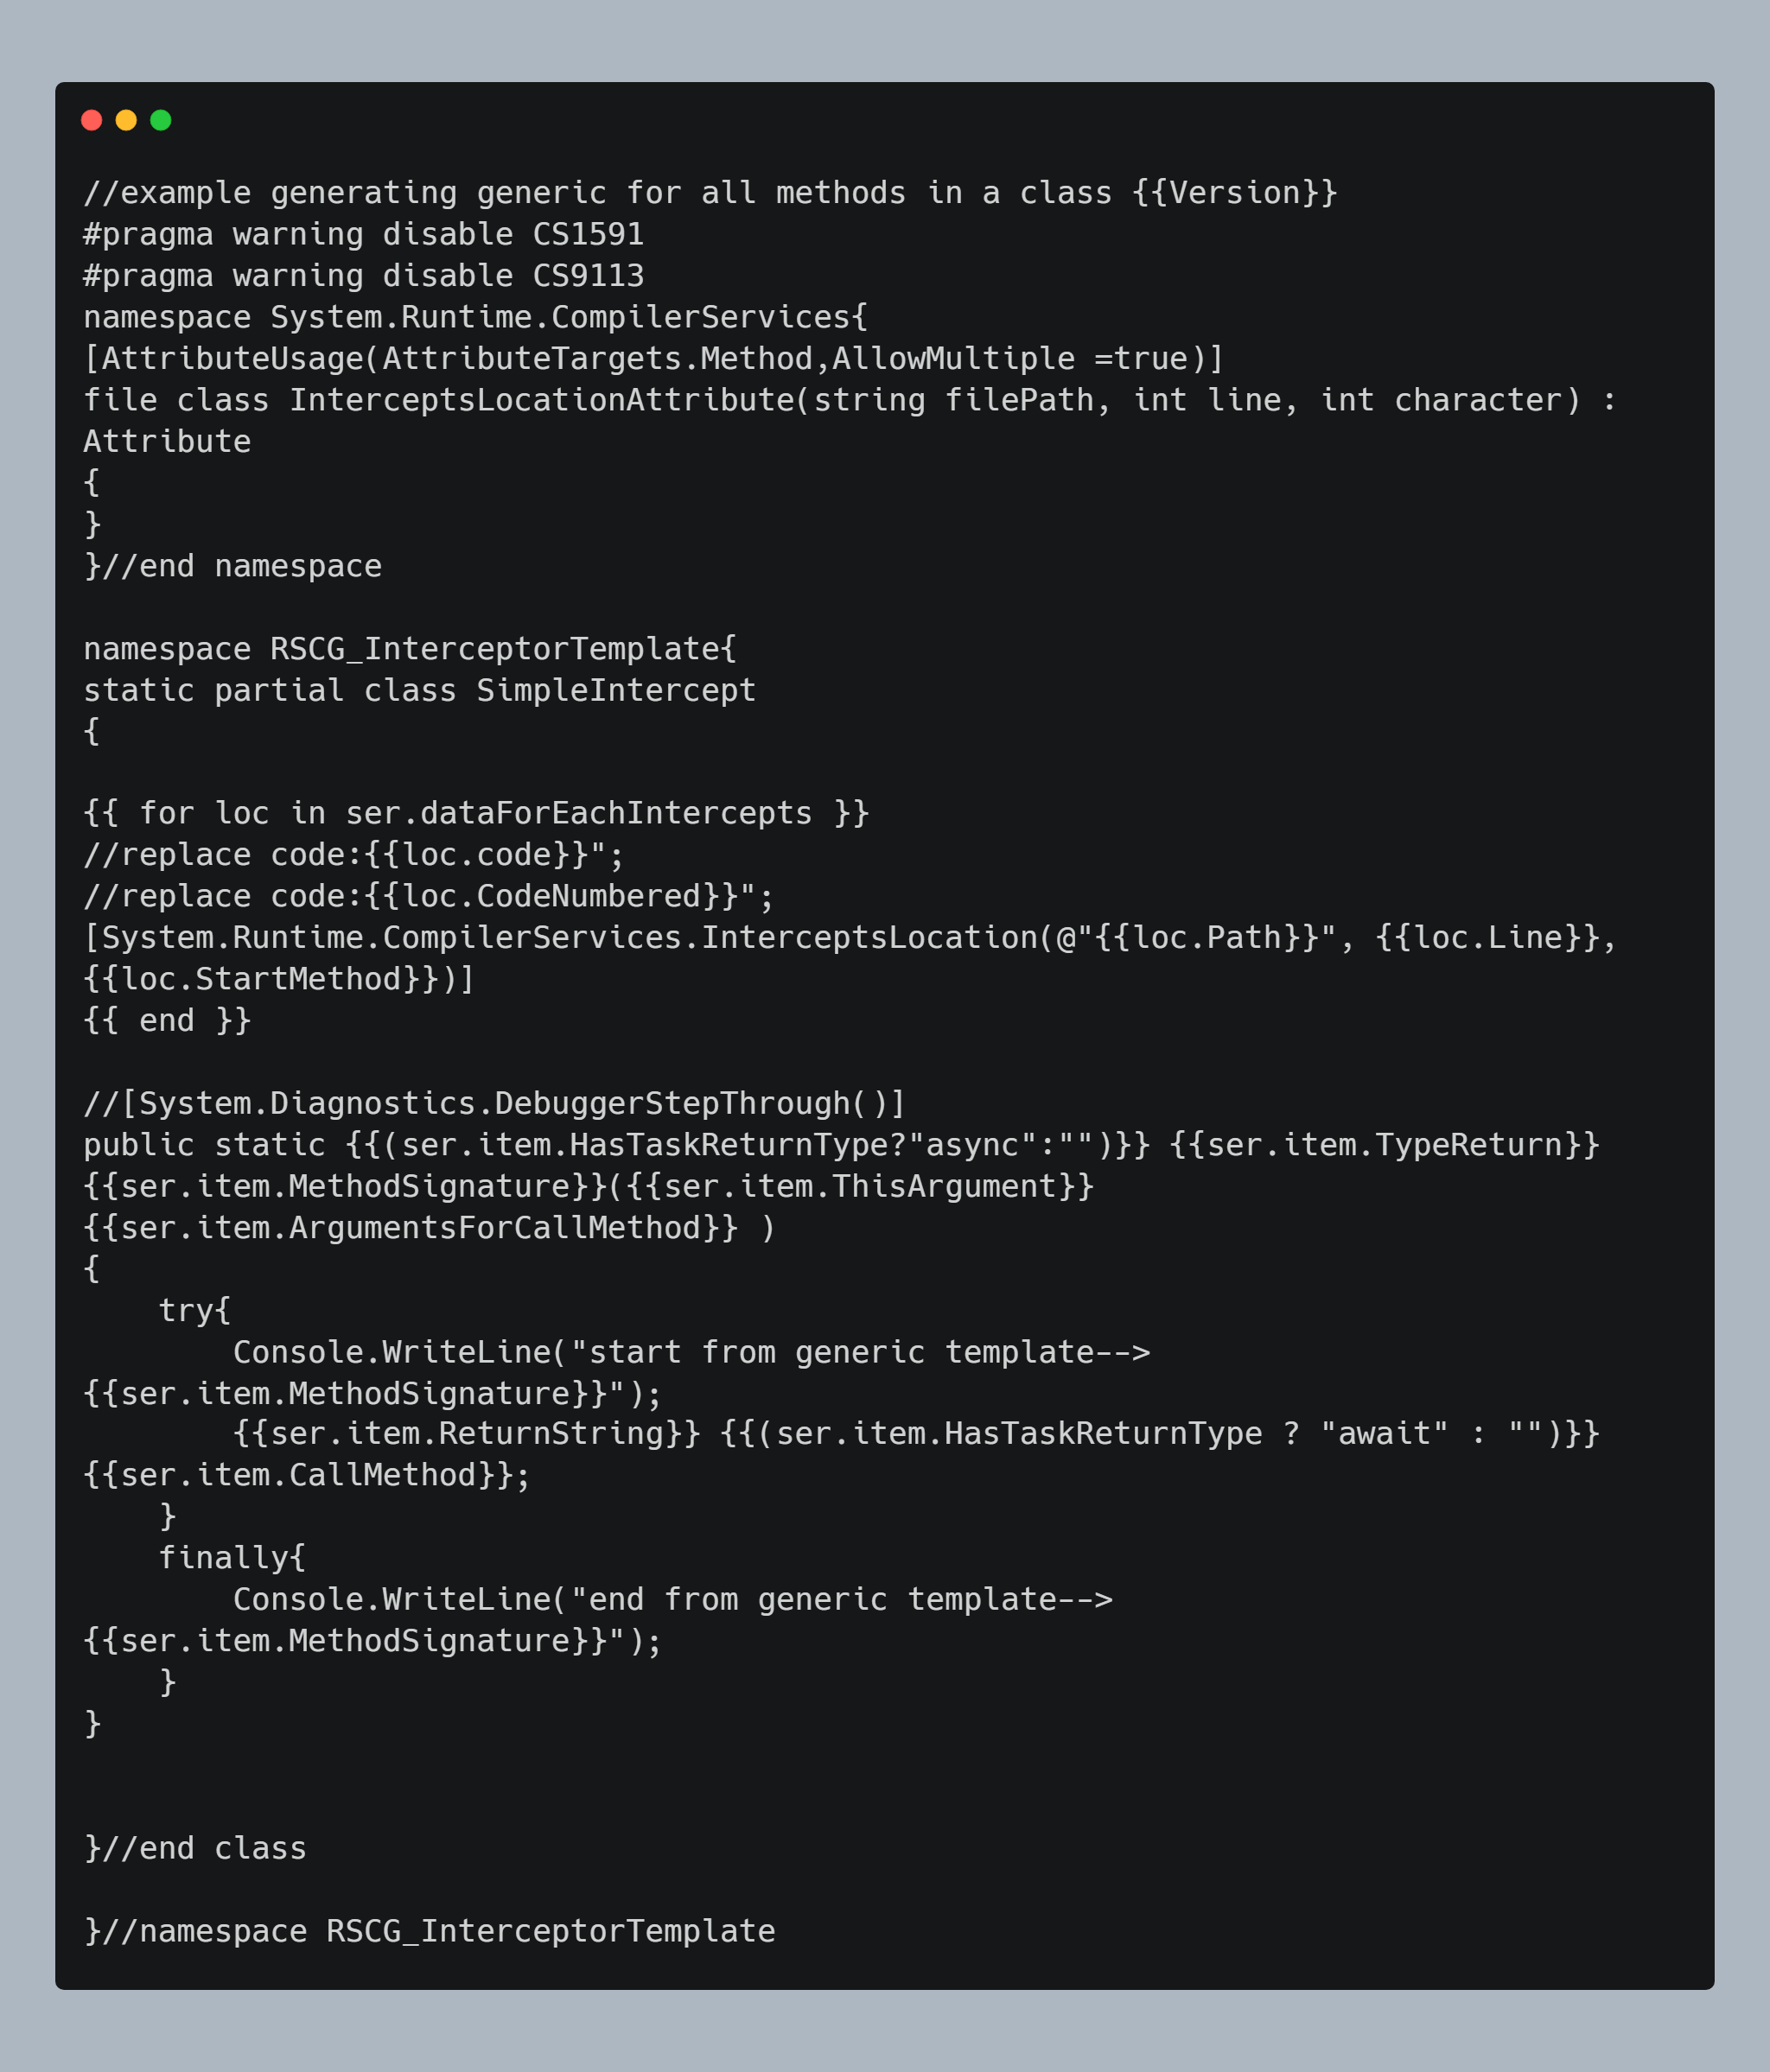 //example generating generic for all methods in a class {{Version}}
#pragma warning disable CS1591
#pragma warning disable CS9113
namespace System.Runtime.CompilerServices{
[AttributeUsage(AttributeTargets.Method,AllowMultiple =true)]
file class InterceptsLocationAttribute(string filePath, int line, int character) :
Attribute
{
}
}//end namespace

namespace RSCG_InterceptorTemplate{
static partial class SimpleIntercept
{

{{ for loc in ser.dataForEachIntercepts }}
//replace code:{{loc.code}}";
//replace code:{{loc.CodeNumbered}}";
[System.Runtime.CompilerServices.InterceptsLocation(@"{{loc.Path}}", {{loc.Line}},
{{loc.StartMethod}})]
{{ end }}

//[System.Diagnostics.DebuggerStepThrough()]
public static {{(ser.item.HasTaskReturnType?"async":"")}} {{ser.item.TypeReturn}}
{{ser.item.MethodSignature}}({{ser.item.ThisArgument}}
{{ser.item.ArgumentsForCallMethod}} )
{
    try{
        Console.WriteLine("start from generic template-->
{{ser.item.MethodSignature}}");
        {{ser.item.ReturnString}} {{(ser.item.HasTaskReturnType ? "await" : "")}}
{{ser.item.CallMethod}};
    }
    finally{
        Console.WriteLine("end from generic template-->
{{ser.item.MethodSignature}}");
    }
}


}//end class

}//namespace RSCG_InterceptorTemplate